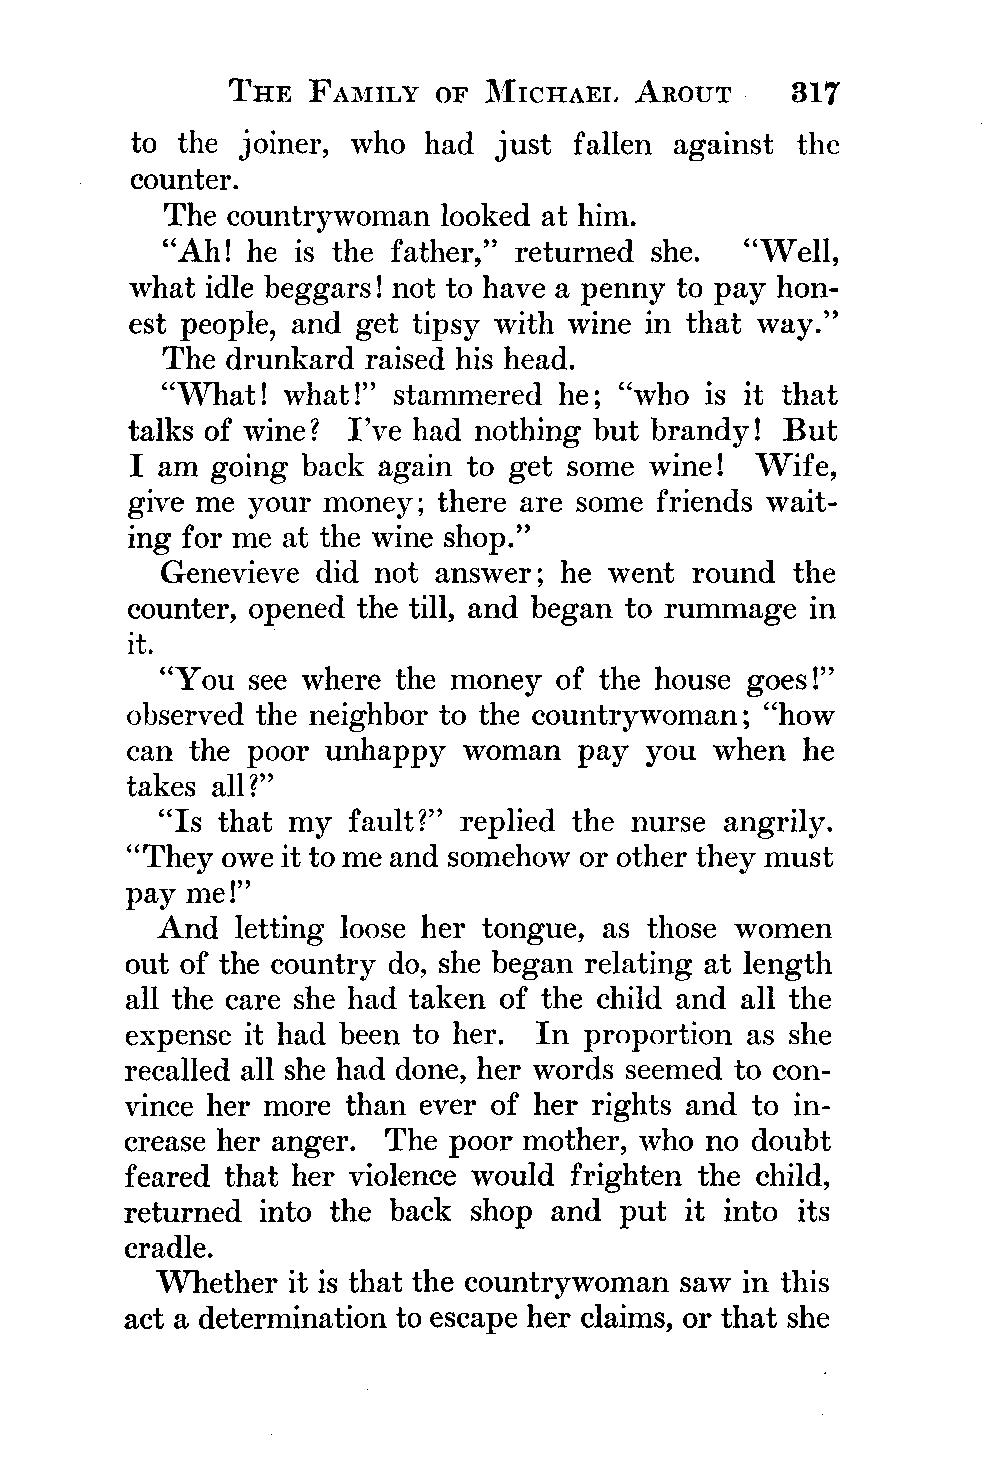 THE FAMILY OF MICHAEL AROUT 317
to the joiner, who had just fallen against the
counter.
The countrywoman looked at him.
“Ah! he is the father,” returned she. “Well,
what idle beggars! not to have a penny to pay hon-
est people, and get tipsy with wine in that way.”
The drunkard raised his head.
“What! what!” stammered he; “who is it that
talks of wine? I’ve had nothing but brandy! But
I am going back again to get some wine! Wife,
give me your money; there are some friends wait-
ing for me at the wine shop.”
Genevieve did not answer; he went round the
counter, opened the till, and began to rummage in
it.
“You see where the money of the house goes!”
observed the neighbor to the countrywoman; “how
can the poor unhappy woman pay you when he
takes all?”
“Is that my fault?” replied the nurse angrily.
“They owe it to me and somehow or other they must
pay me!”
And letting loose her tongue, as those women
out of the country do, she began relating at length
all the care she had taken of the child and all the
expense it had been to her. In proportion as she
recalled all she had done, her words seemed to con-
vince her more than ever of her rights and to in-
crease her anger. The poor mother, who no doubt
feared that her violence would frighten the child,
returned into the back shop and put it into its
cradle.
Whether it is that the countrywoman saw in this
act a determination to escape her claims, or that she